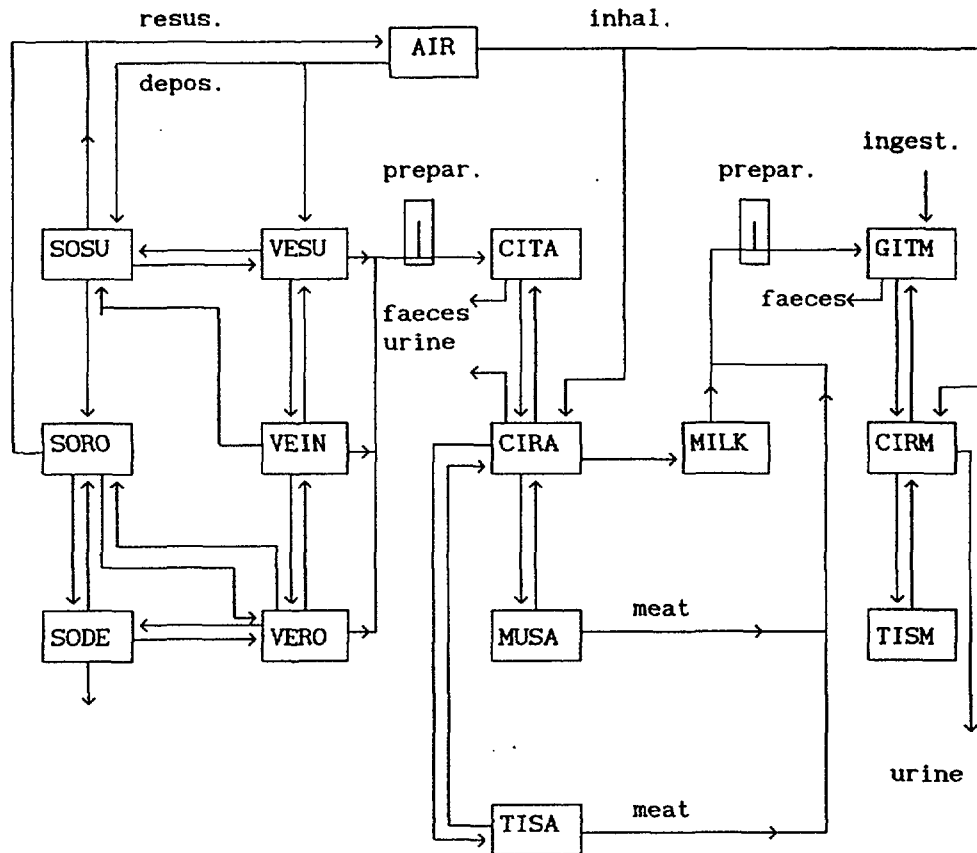 resus.
inhal.
AIR
depos.
ingest.
prepar.
prepar.
SOSU
VESU
CITA
GITM
faeces
faeces
urine
SORO
VEIN
CIRA
MILK
CIRM
meat
SODE
VERO
MUSA
TISM
urine
meat
TISA